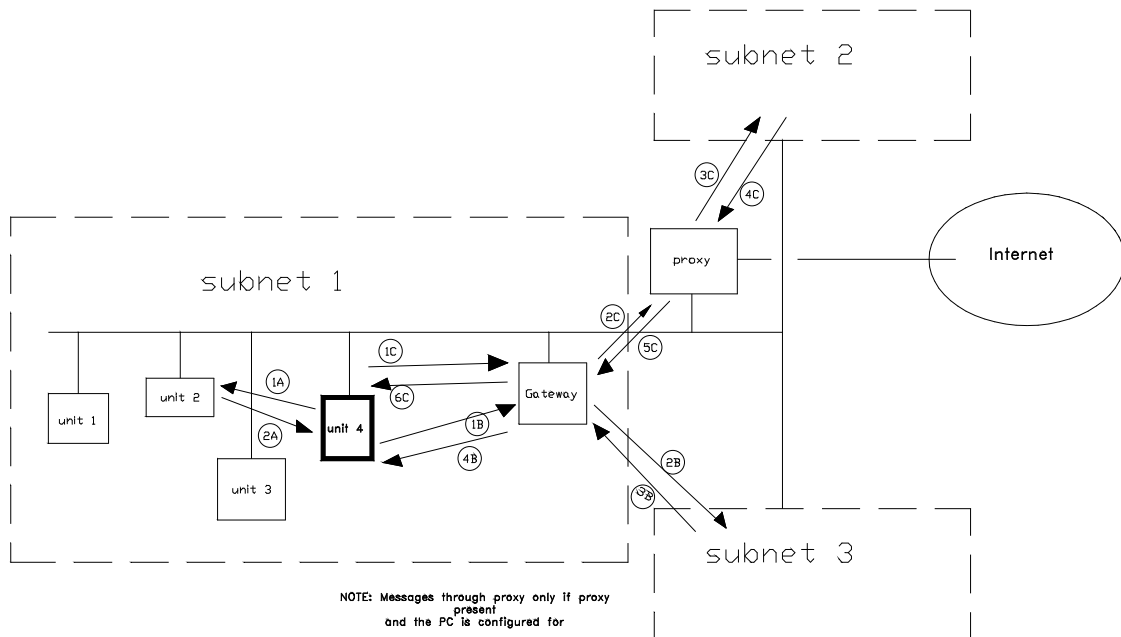 subnet 2
3C
4C
proxy
Internet
subnet 1
2C
5C
1C
6C
Gateway
1A
2A
unit 1
unit 2
unit 3
unit 4
1B
4B
2B
3B
subnet 3
NOTE: Messages through proxy only if proxy
present
and the PC is configured for